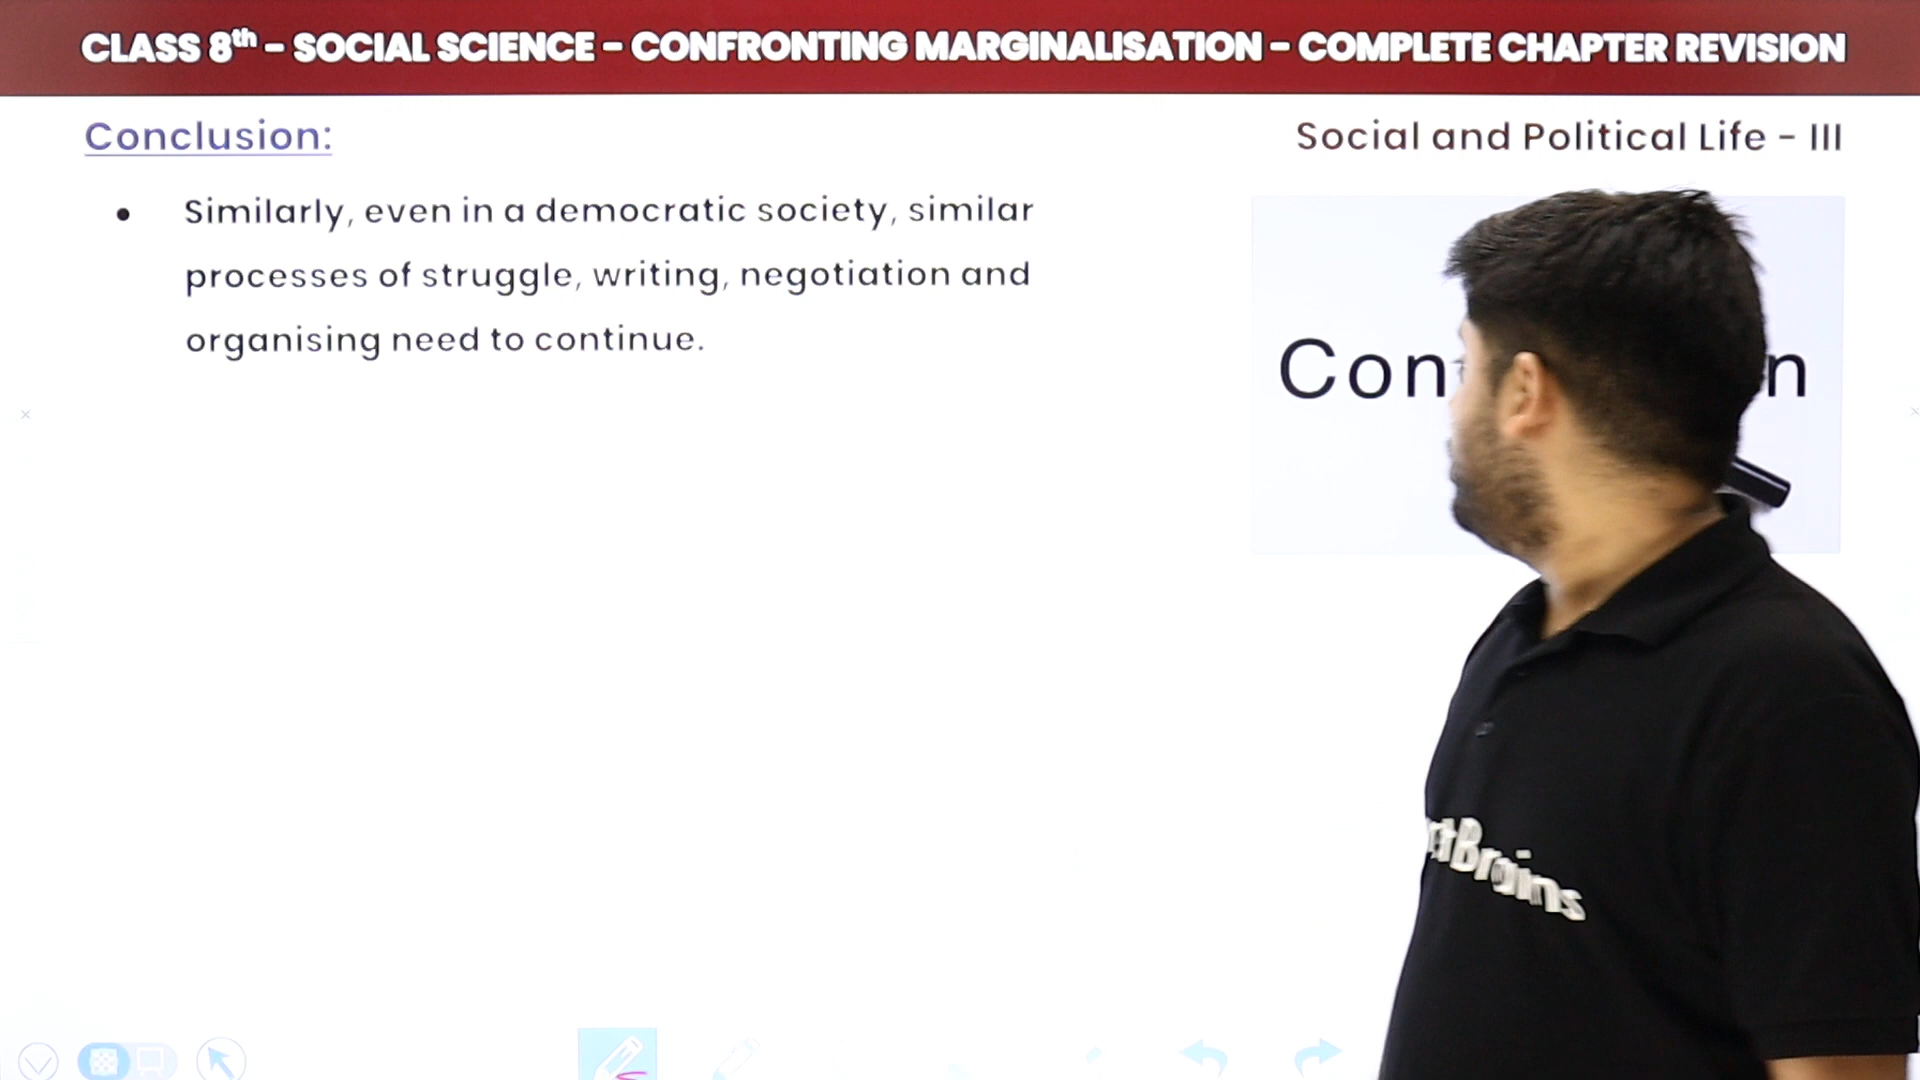 CLASS 8th – SOCIAL SCIENCE – CONFRONTING MARGINALISATION – COMPLETE CHAPTER REVISION
Conclusion:
Social and Political Life – III
• Similarly, even in a democratic society, similar
processes of struggle, writing, negotiation and
organising need to continue.